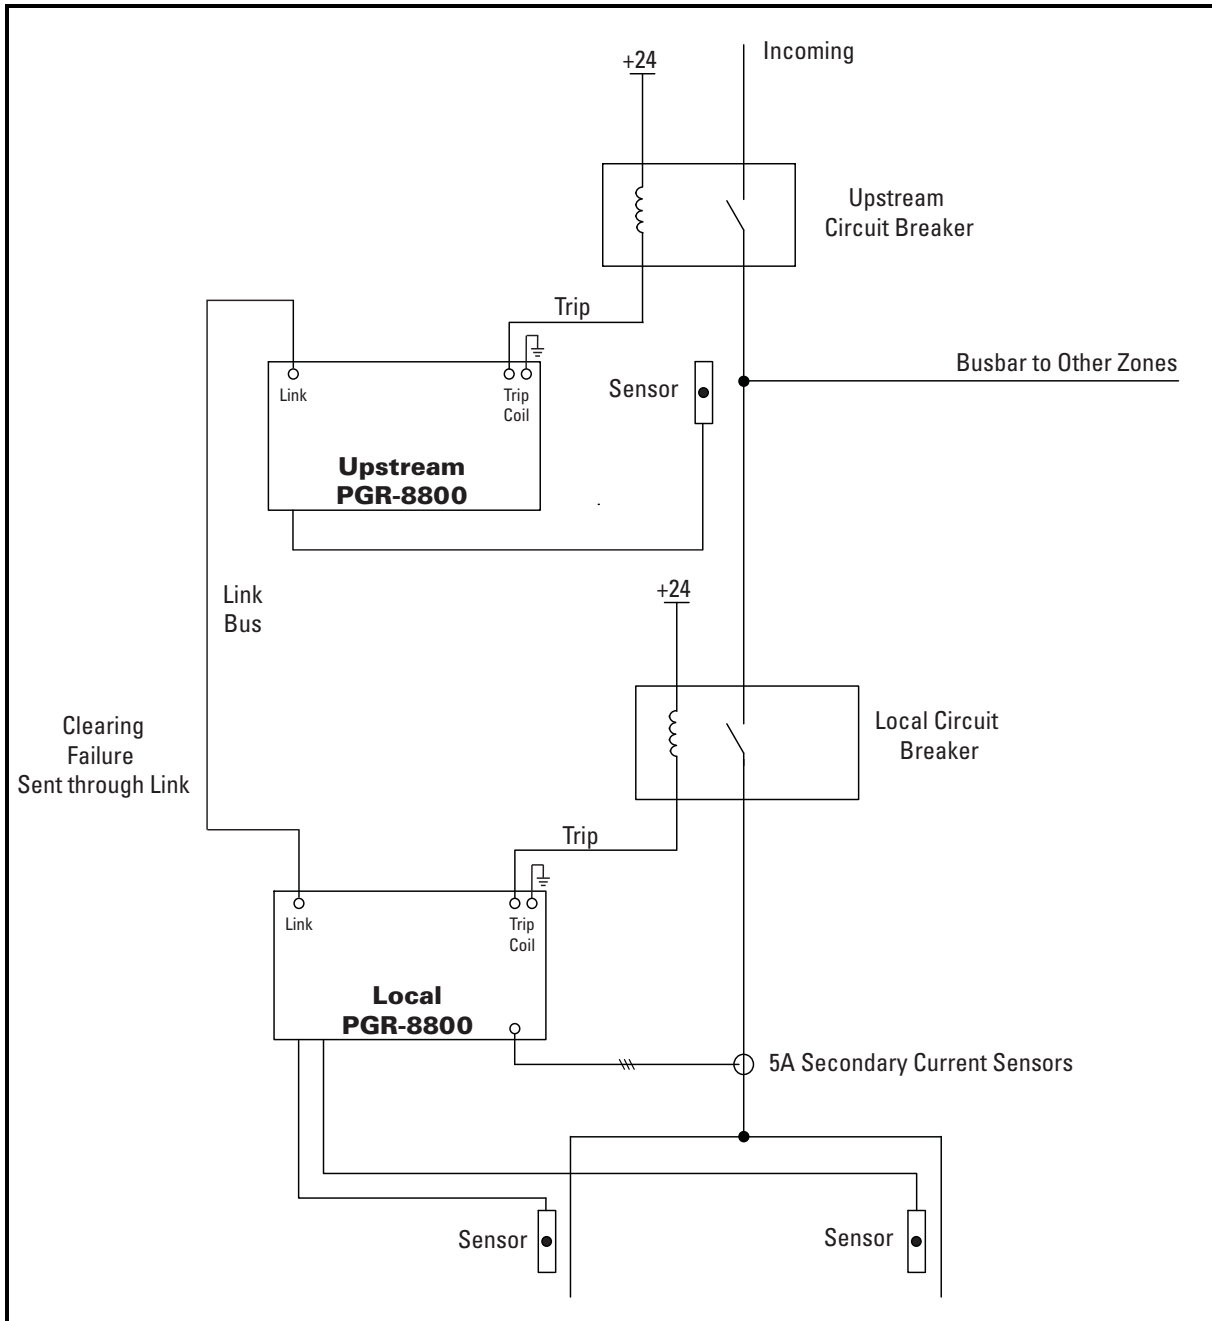 +24
Incoming
Upstream
Circuit Breaker
Trip
Link
Trip
Coil
Sensor
Busbar to Other Zones
Upstream
PGR-8800
Link
Bus
+24
Clearing
Failure
Sent through Link
Local Circuit
Breaker
Trip
Link
Trip
Coil
Local
PGR-8800
5A Secondary Current Sensors
Sensor
Sensor